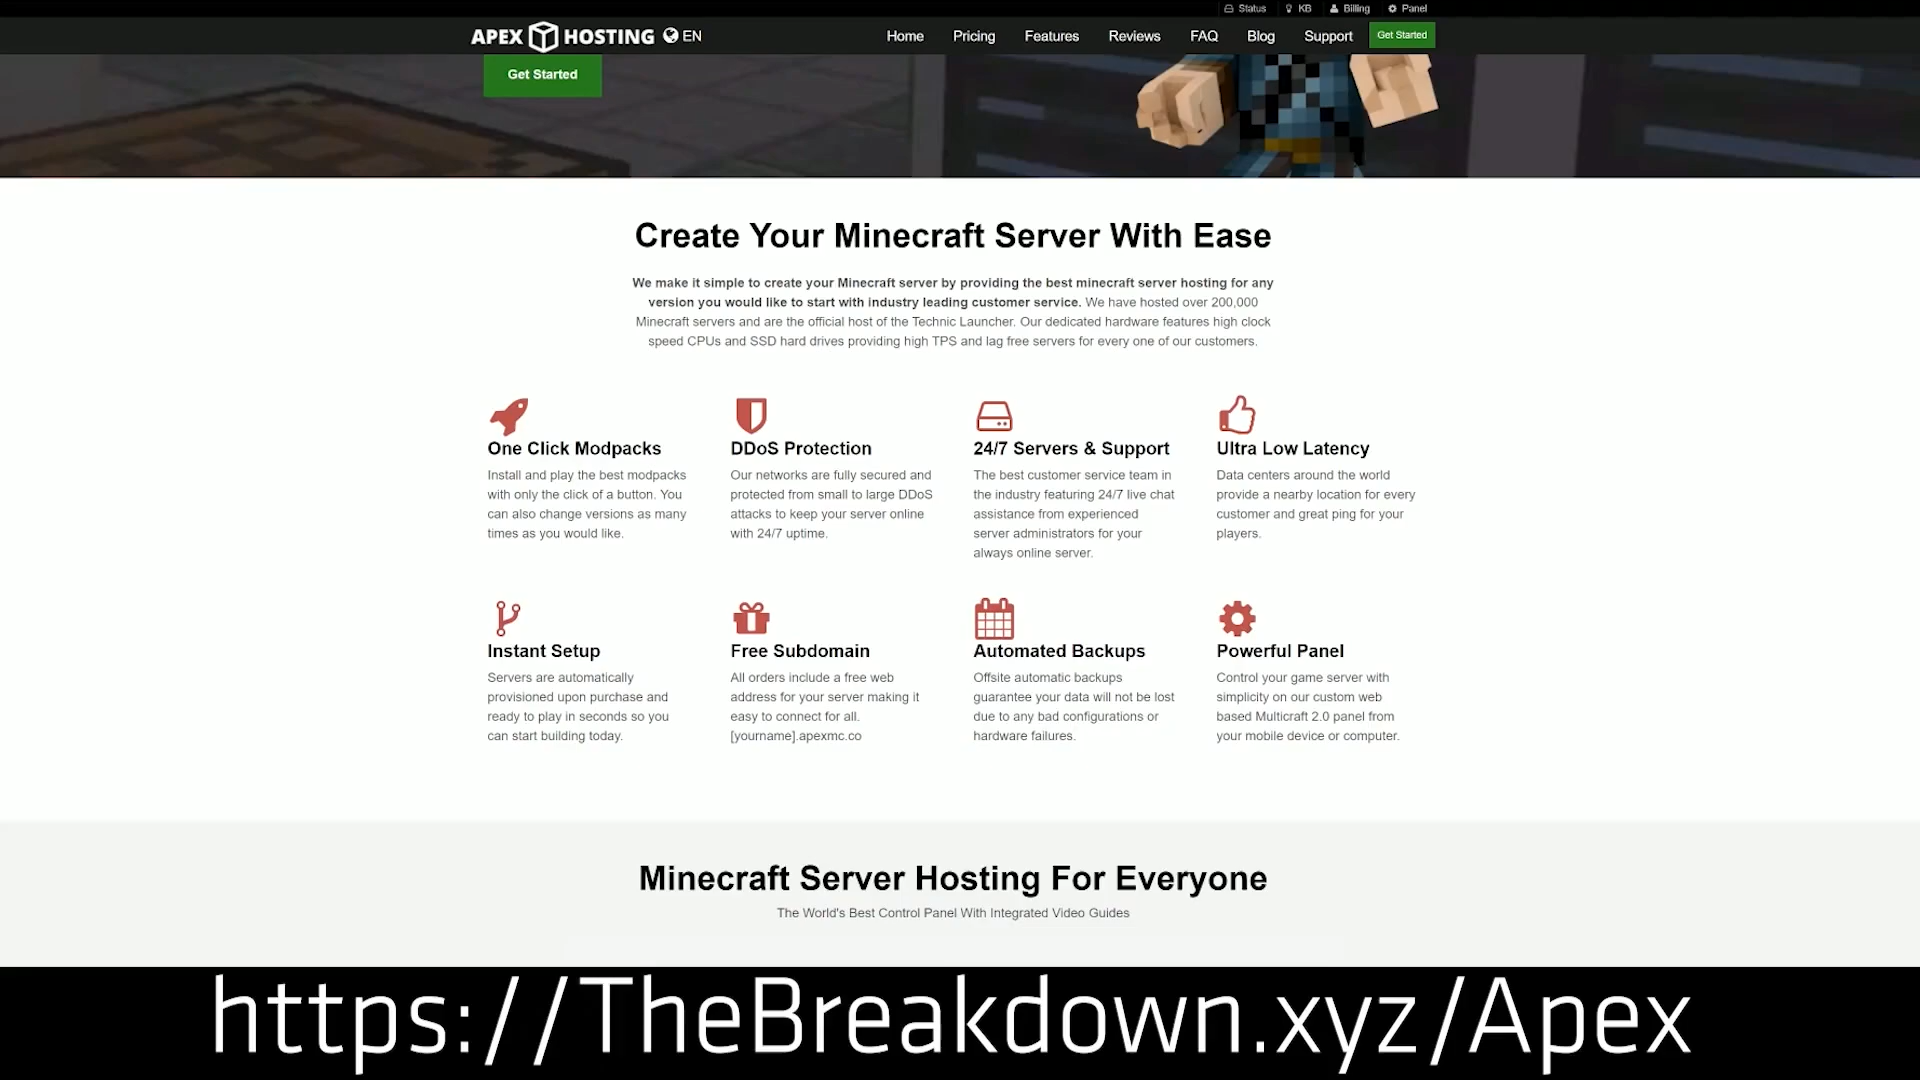 Status KB Billing Panel
APEX HOSTING EN Home Pricing Features Reviews FAQ Blog Support Get Started
Get Started
Create Your Minecraft Server With Ease
We make it simple to create your Minecraft server by providing the best minecraft server hosting for any
version you would like to start with industry leading customer service. We have hosted over 200,000
Minecraft servers and are the official host of the Technic Launcher. Our dedicated hardware features high clock
speed CPUs and SSD hard drives providing high TPS and lag free servers for every one of our customers.
One Click Modpacks
Install and play the best modpacks
with only the click of a button. You
can also change versions as many
times as you would like.
DDoS Protection
Our networks are fully secured and
protected from small to large DDoS
attacks to keep your server online
with 24/7 uptime.
24/7 Servers & Support
The best customer service team in
the industry featuring 24/7 live chat
assistance from experienced
server administrators for your
always online server.
Ultra Low Latency
Data centers around the world
provide a nearby location for every
customer and great ping for your
players.
Instant Setup
Servers are automatically
provisioned upon purchase and
ready to play in seconds so you
can start building today.
Free Subdomain
All orders include a free web
address for your server making it
easy to connect for all.
[yourname].apexmc.co
Automated Backups
Offsite automatic backups
guarantee your data will not be lost
due to any bad configurations or
hardware failures.
Powerful Panel
Control your game server with
simplicity on our custom web
based Multicraft 2.0 panel from
your mobile device or computer.
Minecraft Server Hosting For Everyone
The World's Best Control Panel With Integrated Video Guides
https://TheBreakdown.xyz/Apex